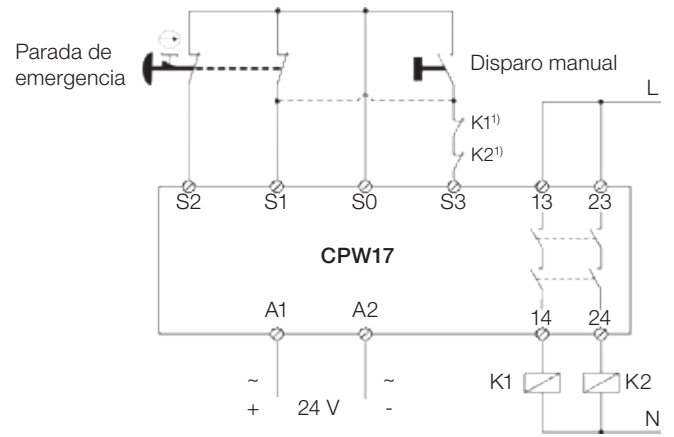 Parada de
emergencia
Disparo manual
L
K1¹⁾
K2¹⁾
S2 S1 S0 S3 13 23
CPW17
A1 A2 14 24
~ ~ K1 K2
+ 24 V -
N